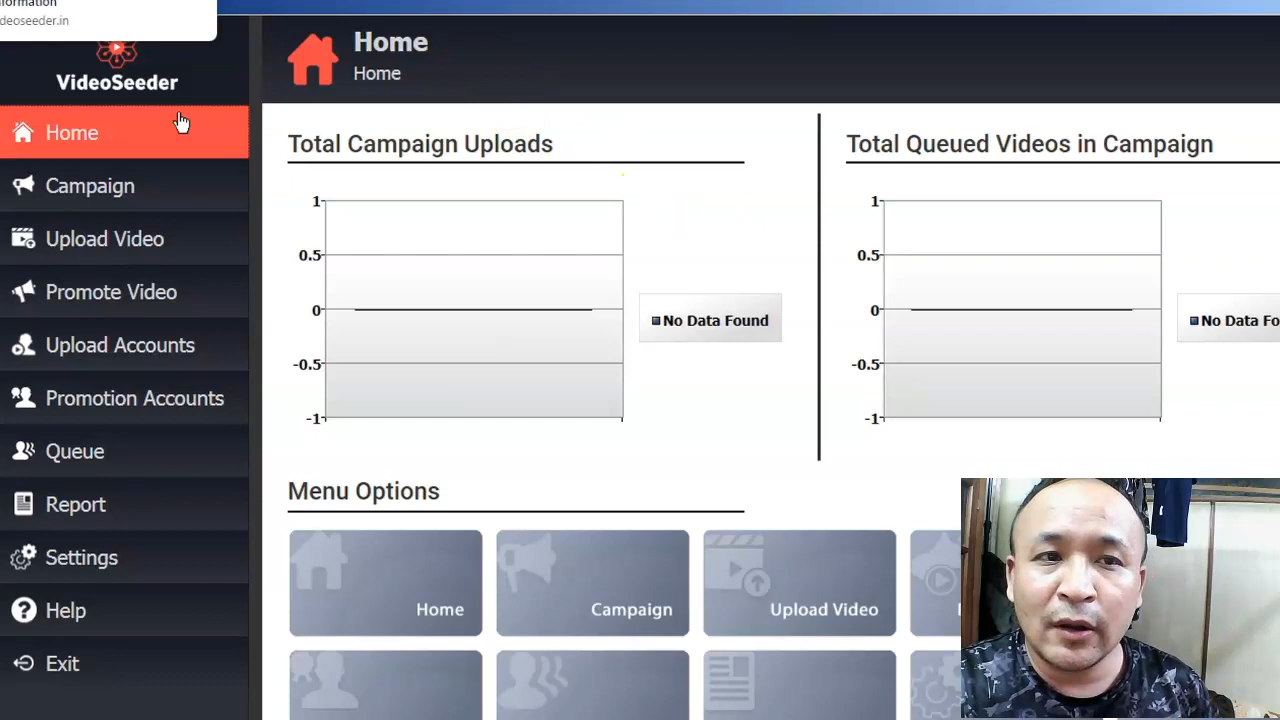 deoseeder.in
VideoSeeder
Home
Campaign
Upload Video
Promote Video
Upload Accounts
Promotion Accounts
Queue
Report
Settings
Help
Exit
Home
Home
Total Campaign Uploads
1
0.5
0
-0.5
-1
No Data Found
Total Queued Videos in Campaign
1
0.5
0
-0.5
-1
No Data Fo
Menu Options
Home
Campaign
Upload Video